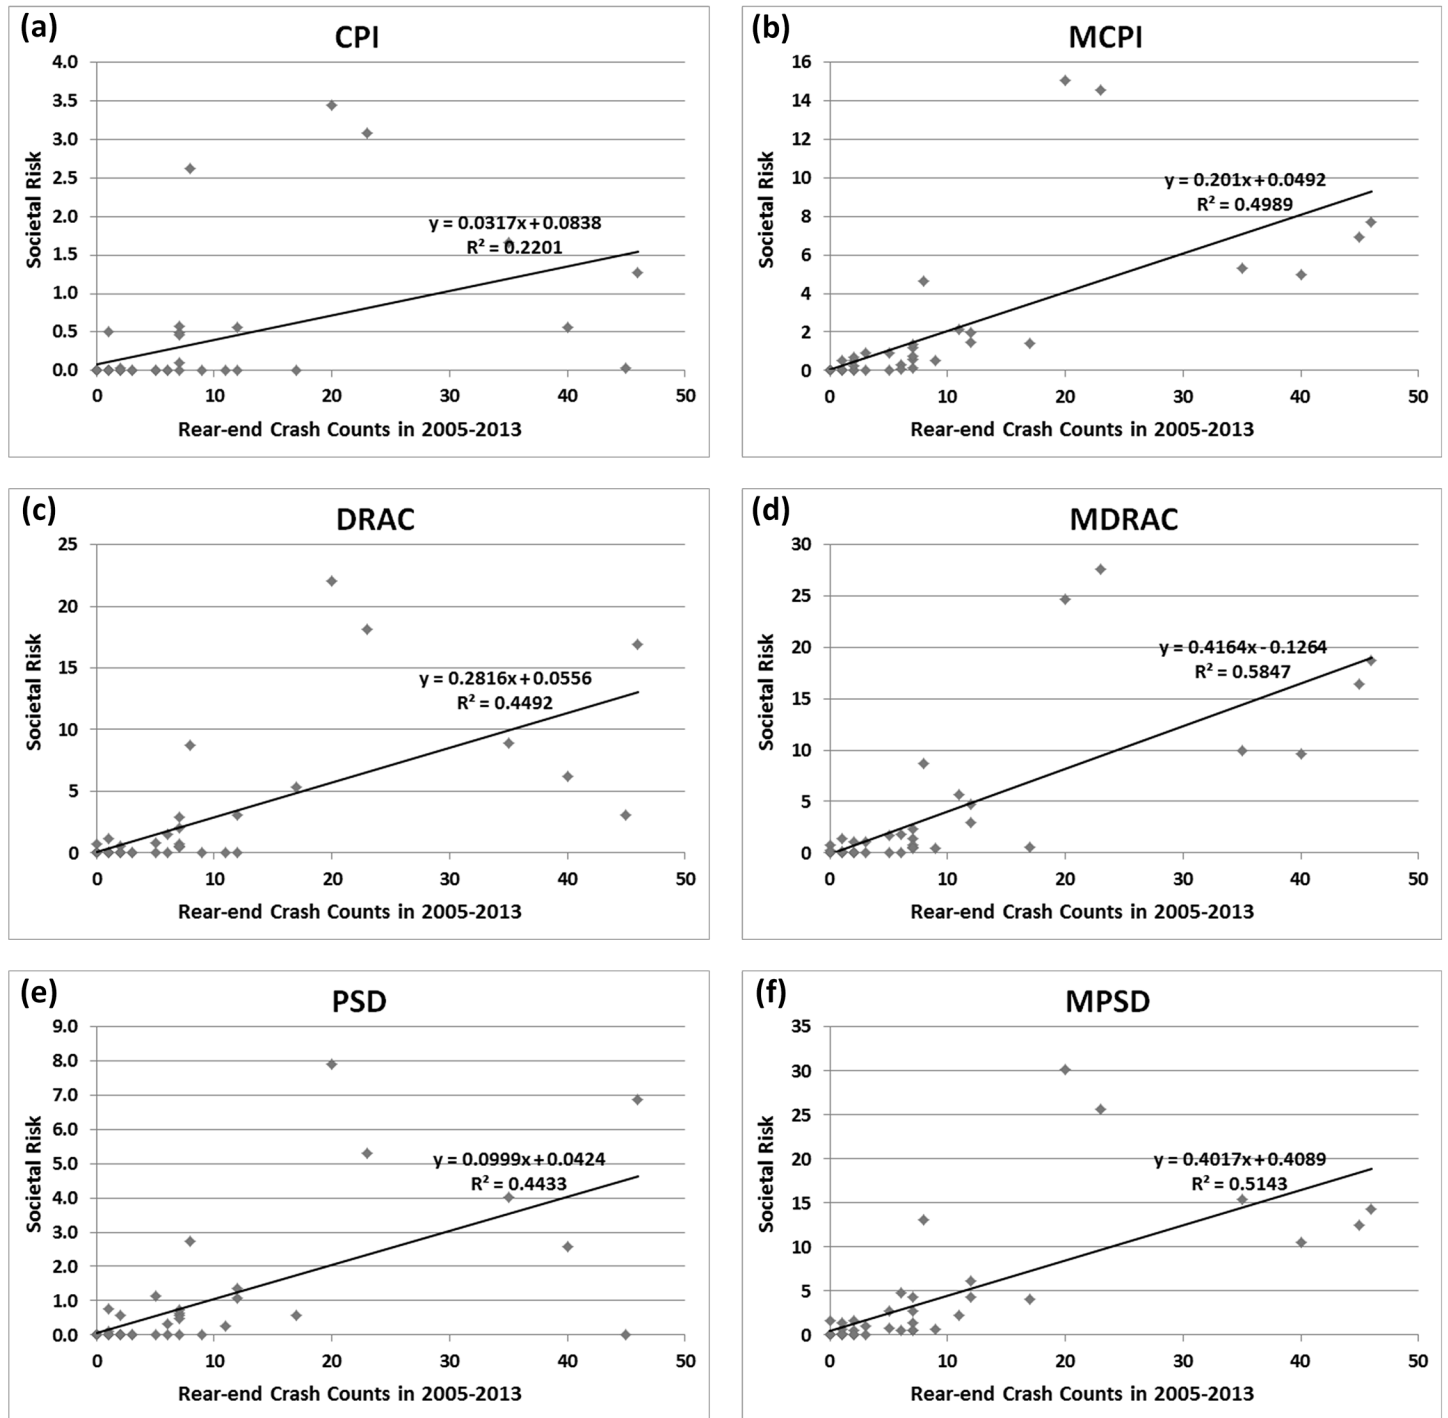 (a)
CPI
4.0
3.5
3.0
2.5
2.0
1.5
1.0
0.5
0.0
Societal Risk
y = 0.0317x + 0.0838
R² = 0.2201
0 10 20 30 40 50
Rear-end Crash Counts in 2005-2013
(b)
MCPI
16
14
12
10
8
6
4
2
0
Societal Risk
y = 0.201x + 0.0492
R² = 0.4989
0 10 20 30 40 50
Rear-end Crash Counts in 2005-2013
(c)
DRAC
25
20
15
10
5
0
Societal Risk
y = 0.2816x + 0.0556
R² = 0.4492
0 10 20 30 40 50
Rear-end Crash Counts in 2005-2013
(d)
MDRAC
30
25
20
15
10
5
0
Societal Risk
y = 0.4164x - 0.1264
R² = 0.5847
0 10 20 30 40 50
Rear-end Crash Counts in 2005-2013
(e)
PSD
9.0
8.0
7.0
6.0
5.0
4.0
3.0
2.0
1.0
0.0
Societal Risk
y = 0.0999x + 0.0424
R² = 0.4433
0 10 20 30 40 50
Rear-end Crash Counts in 2005-2013
(f)
MPSD
35
30
25
20
15
10
5
0
Societal Risk
y = 0.4017x + 0.4089
R² = 0.5143
0 10 20 30 40 50
Rear-end Crash Counts in 2005-2013